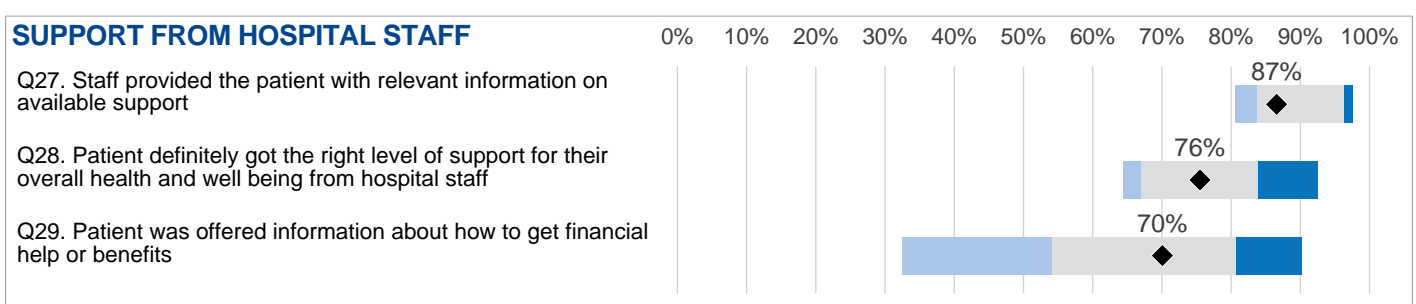 SUPPORT FROM HOSPITAL STAFF
0% 10% 20% 30% 40% 50% 60% 70% 80% 90% 100%
Q27. Staff provided the patient with relevant information on
available support
87%
Q28. Patient definitely got the right level of support for their
overall health and well being from hospital staff
76%
Q29. Patient was offered information about how to get financial
help or benefits
70%